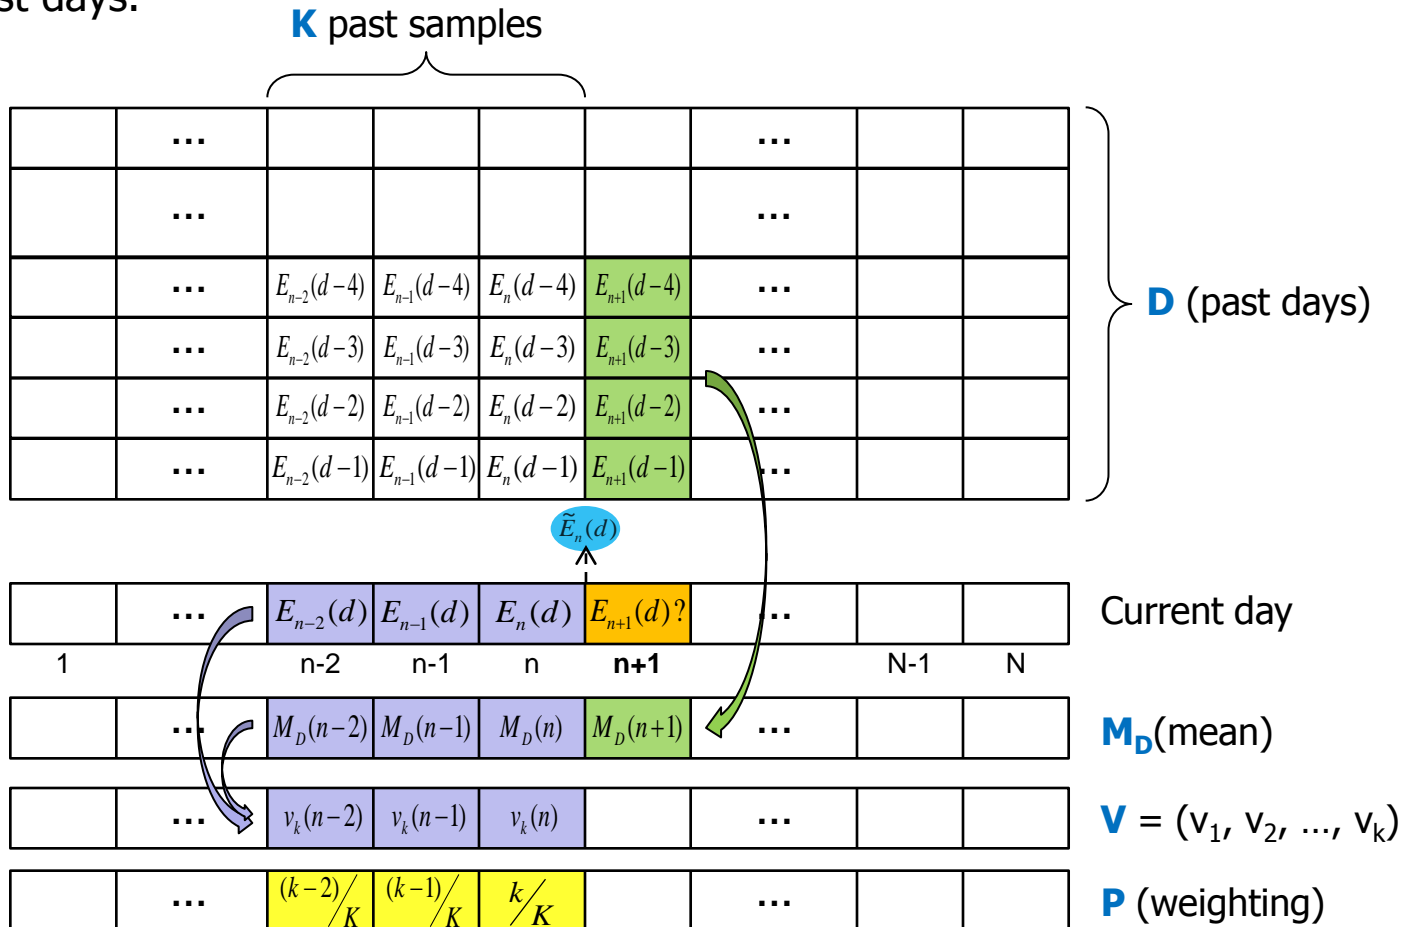 st days.
K past samples
... ...
... ...
... E_{n-2}(d-4) E_{n-1}(d-4) E_n(d-4) E_{n+1}(d-4) ...
... E_{n-2}(d-3) E_{n-1}(d-3) E_n(d-3) E_{n+1}(d-3) ...
D (past days)
... E_{n-2}(d-2) E_{n-1}(d-2) E_n(d-2) E_{n+1}(d-2) ...
... E_{n-2}(d-1) E_{n-1}(d-1) E_n(d-1) E_{n+1}(d-1) ...
Ẽ_n(d)
... E_{n-2}(d) E_{n-1}(d) E_n(d) E_{n+1}(d)? ... Current day
1 n-2 n-1 n n+1 N-1 N
... M_D(n-2) M_D(n-1) M_D(n) M_D(n+1) ... M_D(mean)
... v_k(n-2) v_k(n-1) v_k(n) ... V = (v_1, v_2, ..., v_k)
... (k-2)/K (k-1)/K k/K ... P (weighting)